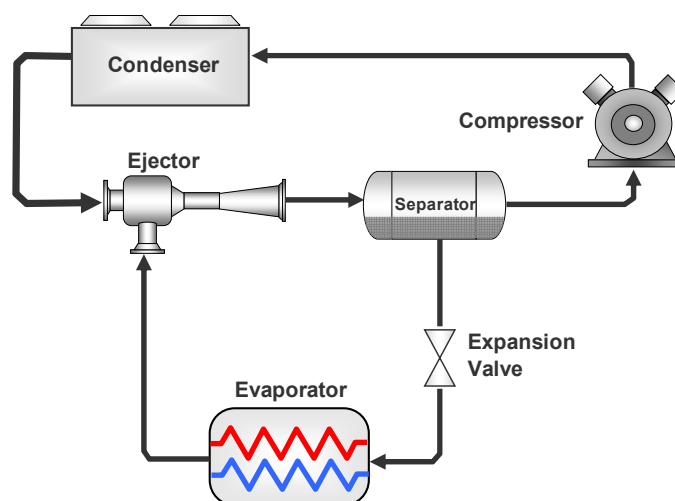 Condenser
Compressor
Ejector
Separator
Expansion
Valve
Evaporator